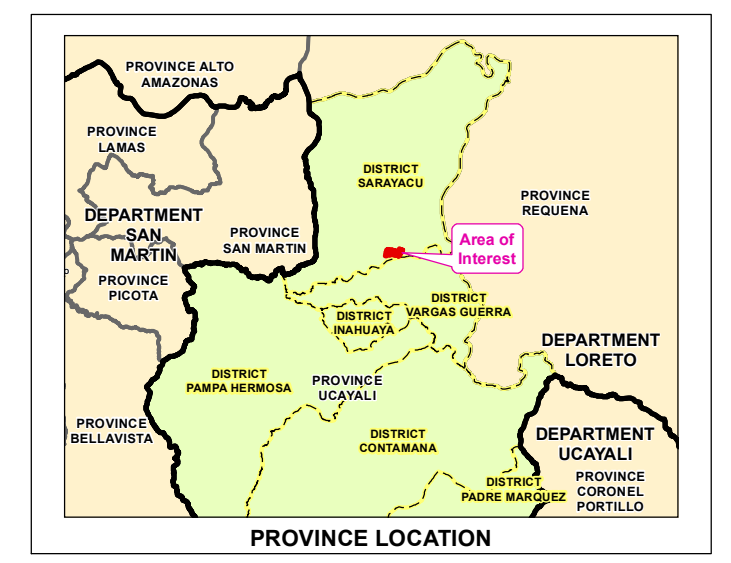 PROVINCE ALTO
AMAZONAS
PROVINCE
LAMAS
DISTRICT
SARAYACU
PROVINCE
REQUENA
DEPARTMENT
SAN
MARTIN
PROVINCE
SAN MARTIN
Area of
Interest
PROVINCE
PICOTA
DISTRICT
VARGAS GUERRA
DISTRICT
INAHUAYA
DEPARTMENT
LORETO
DISTRICT
PAMPA HERMOSA
PROVINCE
UCAYALI
PROVINCE
BELLAVISTA
DISTRICT
CONTAMANA
DEPARTMENT
UCAYALI
DISTRICT
PADRE MARQUEZ
PROVINCE
CORONEL
PORTILLO
PROVINCE LOCATION